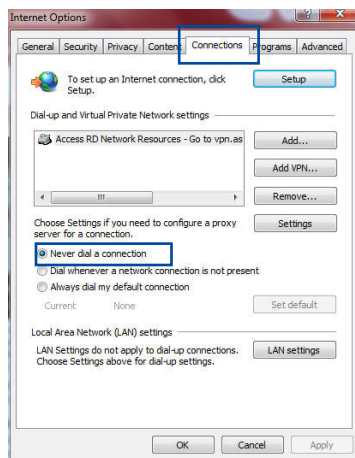 Internet Options
General Security Privacy Content Connections Programs Advanced
To set up an Internet connection, click
Setup.
Setup
Dial-up and Virtual Private Network settings
Access RD Network Resources - Go to vpn.as
Add...
Add VPN...
Remove...
Choose Settings if you need to configure a proxy
server for a connection.
Settings
Never dial a connection
Dial whenever a network connection is not present
Always dial my default connection
Current None
Set default
Local Area Network (LAN) settings
LAN Settings do not apply to dial-up connections.
Choose Settings above for dial-up settings.
LAN settings
OK Cancel Apply